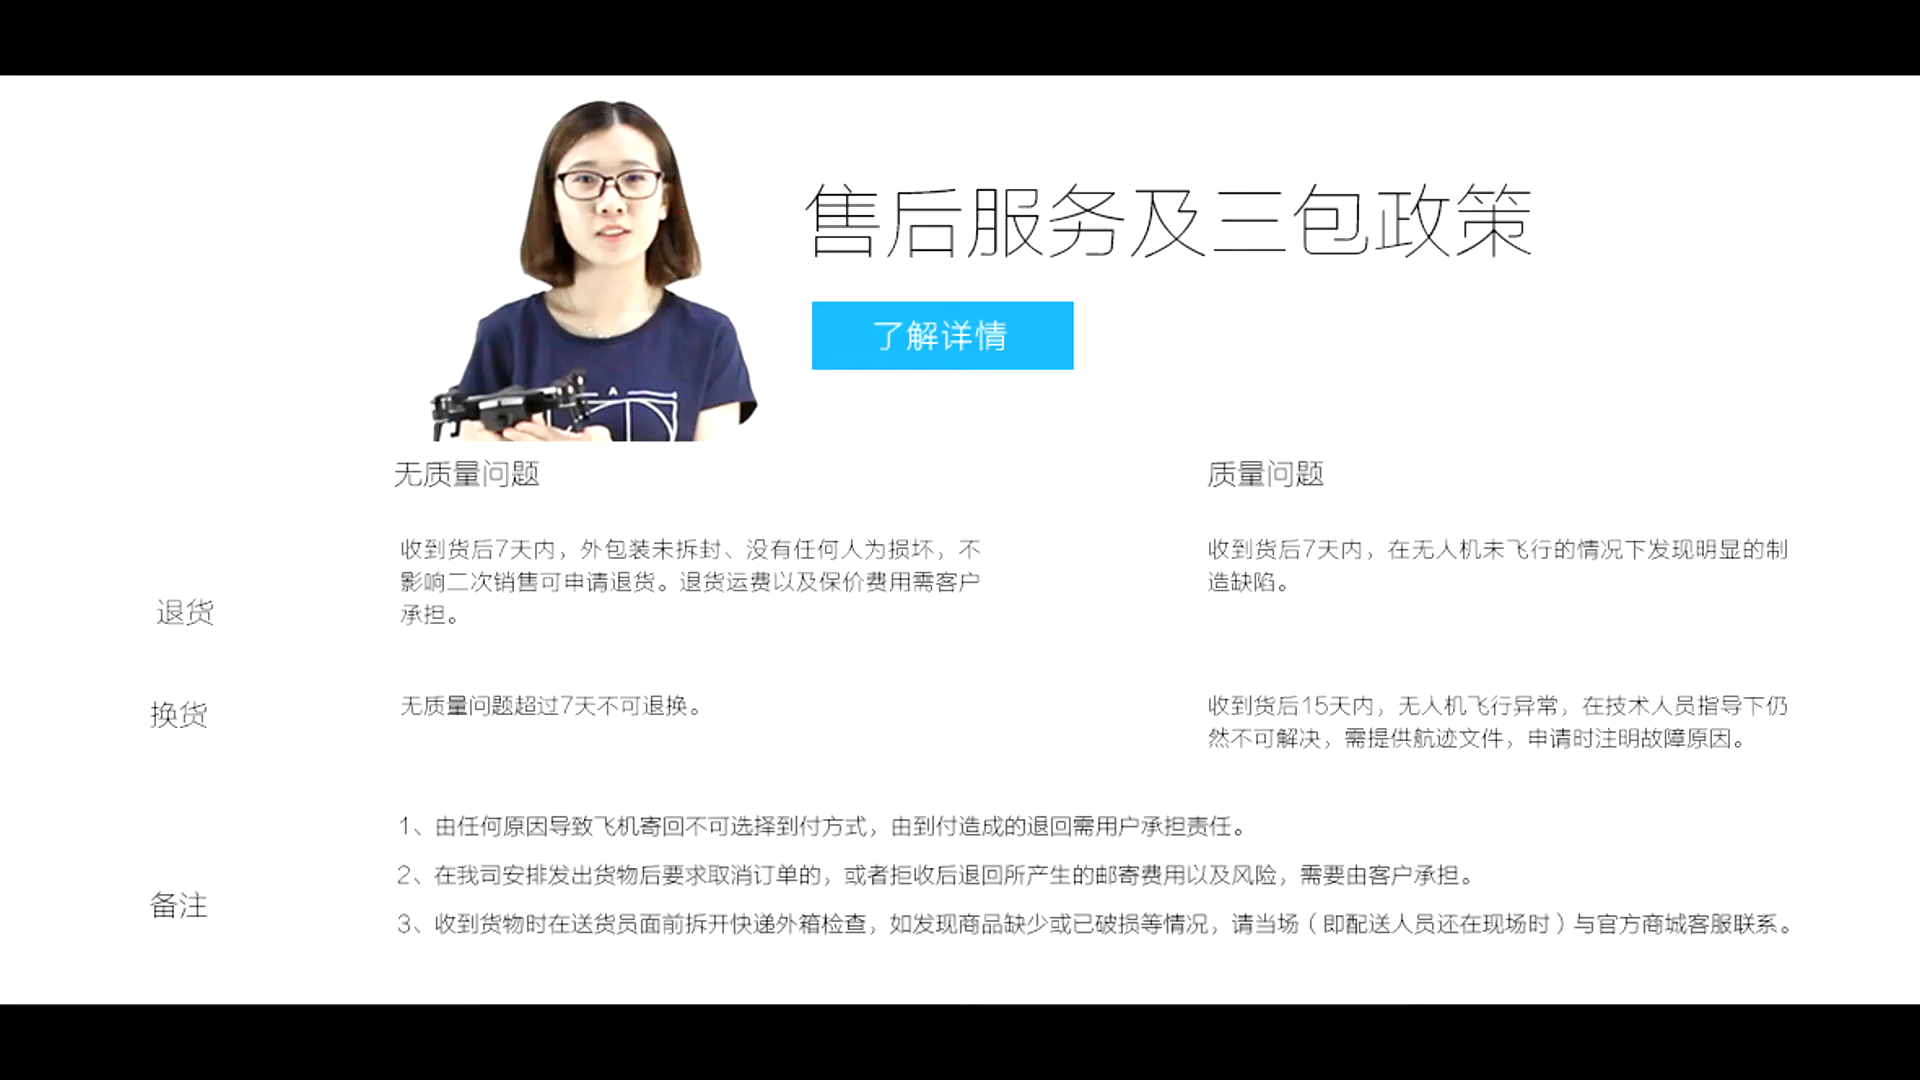 售后服务及三包政策
了解详情
A
无质量问题
质量问题
退货
收到货后7天内，外包装未拆封、没有任何人为损坏，不
影响二次销售可申请退货。退货运费以及保价费用需客户
承担。
收到货后7天内，在无人机未飞行的情况下发现明显的制
造缺陷。
换货
无质量问题超过7天不可退换。
收到货后15天内，无人机飞行异常，在技术人员指导下仍
然不可解决，需提供航迹文件，申请时注明故障原因。
备注
1、由任何原因导致飞机寄回不可选择到付方式，由到付造成的退回需用户承担责任。
2、在我司安排发出货物后要求取消订单的，或者拒收后退回所产生的邮寄费用以及风险，需要由客户承担。
3、收到货物时在送货员面前拆开快递外箱检查，如发现商品缺少或已破损等情况，请当场（即配送人员还在现场时）与官方商城客服联系。